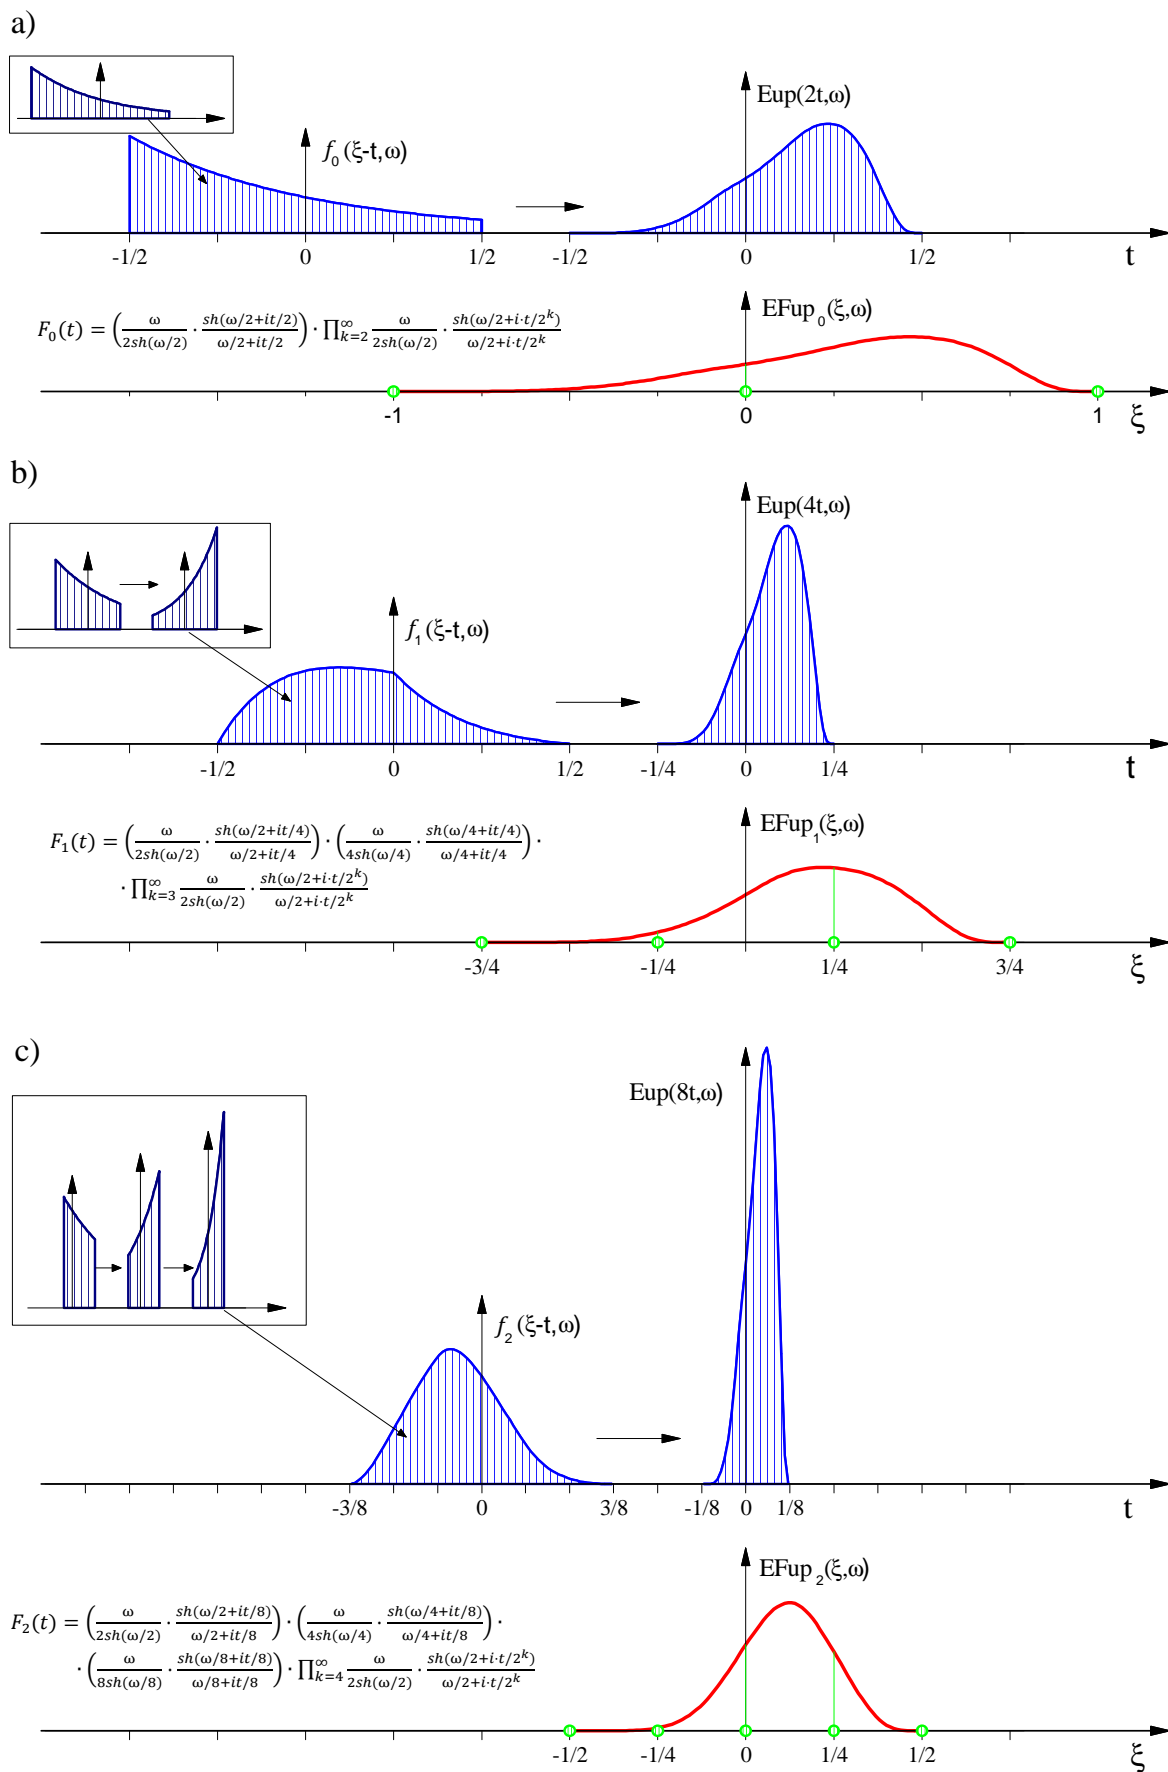 a)
f₀(ξ-t,ω)
Eup(2t,ω)
-1/2 0 1/2 -1/2 0 1/2 t
F₀(t) = (ω/2sh(ω/2) · sh(ω/2+it/2)/ω/2+it/2) · ∏_{k=2}^{∞} ω/2sh(ω/2) · sh(ω/2+i·t/2^k)/ω/2+i·t/2^k
EFup₀(ξ,ω)
-1 0 1 ξ
b)
Eup(4t,ω)
f₁(ξ-t,ω)
-1/2 0 1/2 -1/4 0 1/4 t
F₁(t) = (ω/2sh(ω/2) · sh(ω/2+it/4)/ω/2+it/4) · (ω/4sh(ω/4) · sh(ω/4+it/4)/ω/4+it/4) ·
· ∏_{k=3}^{∞} ω/2sh(ω/2) · sh(ω/2+i·t/2^k)/ω/2+i·t/2^k
EFup₁(ξ,ω)
-3/4 -1/4 1/4 3/4 ξ
c)
Eup(8t,ω)
f₂(ξ-t,ω)
-3/8 0 3/8 -1/8 0 1/8 t
EFup₂(ξ,ω)
F₂(t) = (ω/2sh(ω/2) · sh(ω/2+it/8)/ω/2+it/8) · (ω/4sh(ω/4) · sh(ω/4+it/8)/ω/4+it/8) ·
· (ω/8sh(ω/8) · sh(ω/8+it/8)/ω/8+it/8) · ∏_{k=4}^{∞} ω/2sh(ω/2) · sh(ω/2+i·t/2^k)/ω/2+i·t/2^k
-1/2 -1/4 0 1/4 1/2 ξ